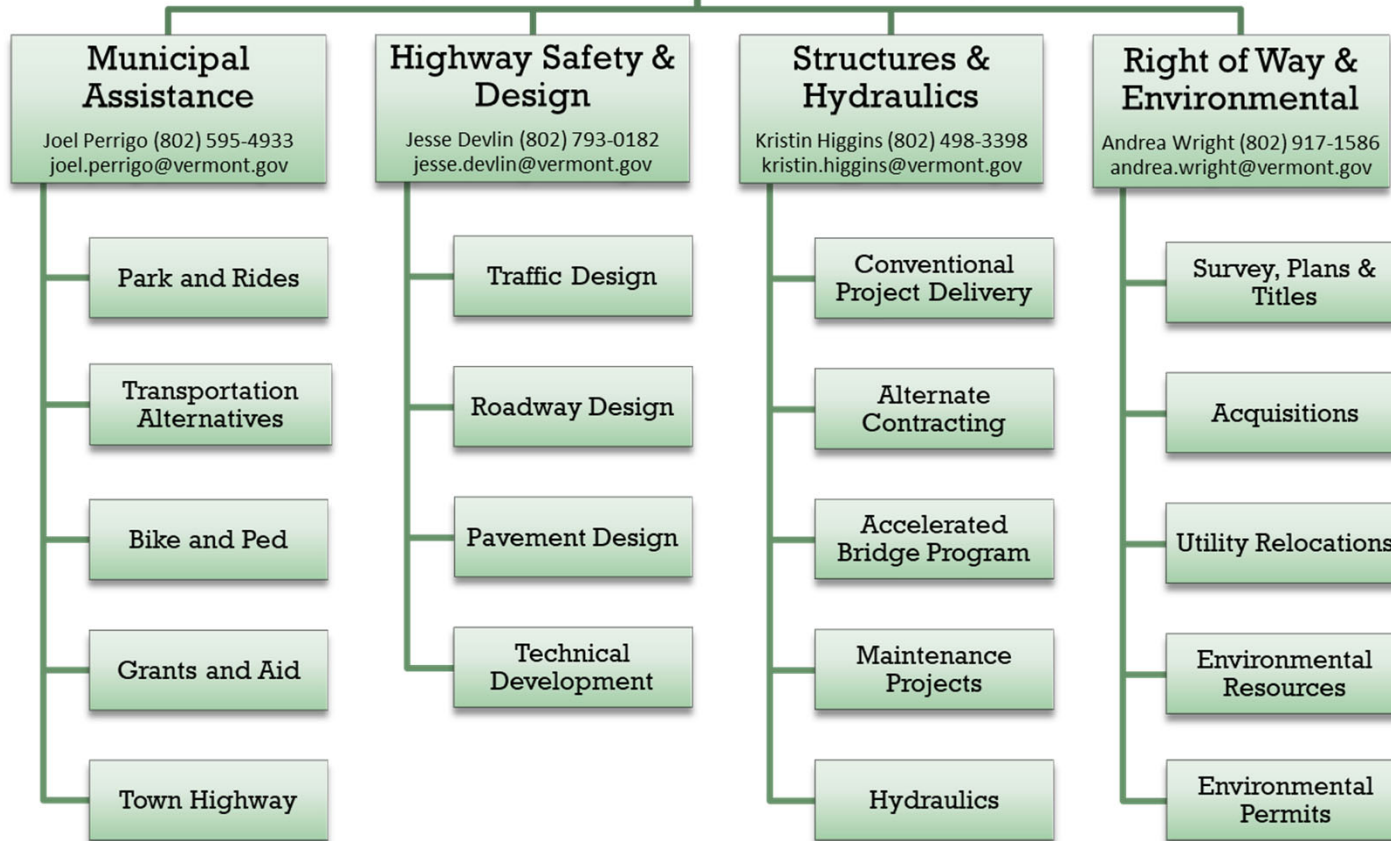 Municipal
Assistance
Joel Perrigo (802) 595-4933
joel.perrigo@vermont.gov
Park and Rides
Transportation
Alternatives
Bike and Ped
Grants and Aid
Town Highway
Highway Safety &
Design
Jesse Devlin (802) 793-0182
jesse.devlin@vermont.gov
Traffic Design
Roadway Design
Pavement Design
Technical
Development
Structures &
Hydraulics
Kristin Higgins (802) 498-3398
kristin.higgins@vermont.gov
Conventional
Project Delivery
Alternate
Contracting
Accelerated
Bridge Program
Maintenance
Projects
Hydraulics
Right of Way &
Environmental
Andrea Wright (802) 917-1586
andrea.wright@vermont.gov
Survey, Plans &
Titles
Acquisitions
Utility Relocations
Environmental
Resources
Environmental
Permits